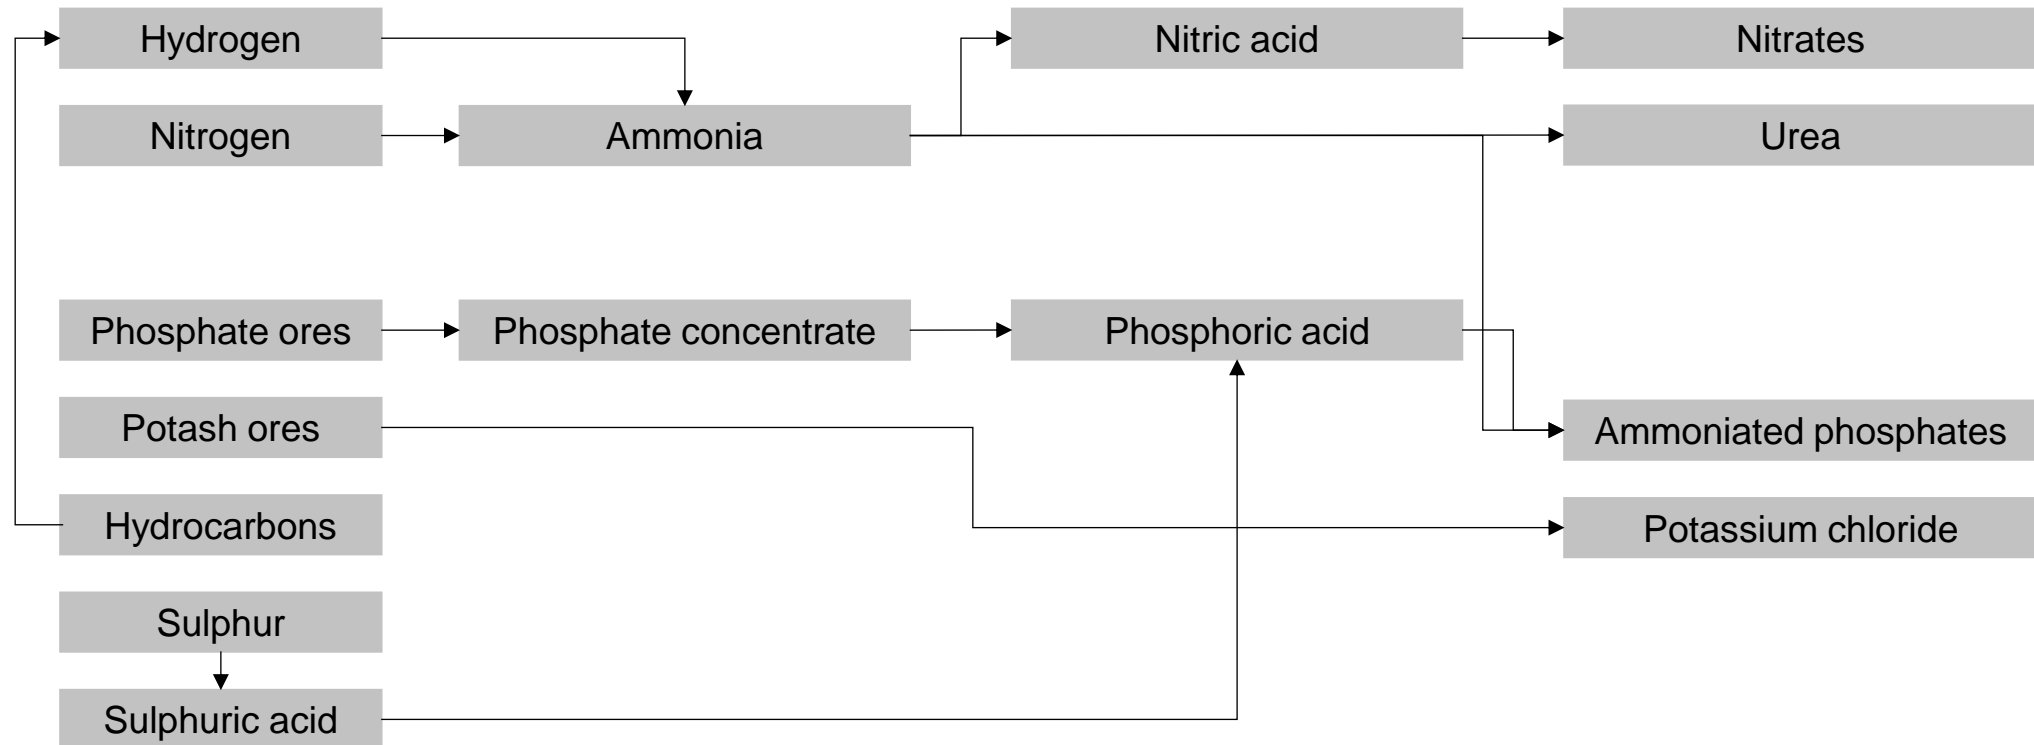 Hydrogen
Nitric acid
Nitrates
Nitrogen
Ammonia
Urea
Phosphate ores
Phosphate concentrate
Phosphoric acid
Potash ores
Ammoniated phosphates
Hydrocarbons
Potassium chloride
Sulphur
Sulphuric acid